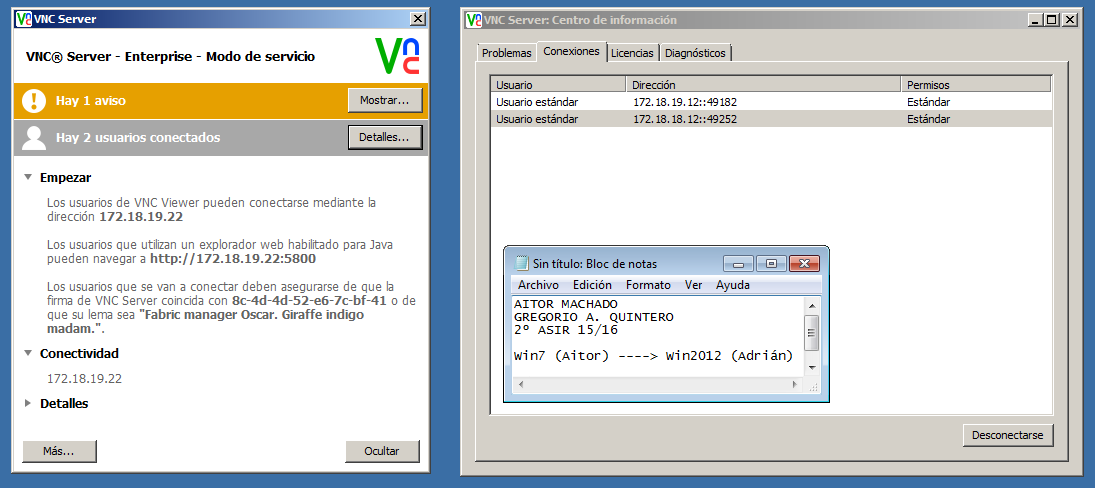 VNC Server
VNC® Server - Enterprise - Modo de servicio
Hay 1 aviso
Mostrar...
Hay 2 usuarios conectados
Detalles...
Empezar
Los usuarios de VNC Viewer pueden conectarse mediante la
dirección 172.18.19.22
Los usuarios que utilizan un explorador web habilitado para Java
pueden navegar a http://172.18.19.22:5800
Los usuarios que se van a conectar deben asegurarse de que la
firma de VNC Server coincida con 8c-4d-4d-52-e6-7c-bf-41 o de
que su lema sea "Fabric manager Oscar. Giraffe indigo
madam.".
Conectividad
172.18.19.22
Detalles
Más...
Ocultar
VNC Server: Centro de información
Problemas
Conexiones
Licencias
Diagnósticos
Usuario Dirección Permisos
Usuario estándar 172.18.19.12::49182 Estándar
Usuario estándar 172.18.18.12::49252 Estándar
Sin título: Bloc de notas
Archivo Edición Formato Ver Ayuda
AITOR MACHADO
GREGORIO A. QUINTERO
2º ASIR 15/16
Win7 (Aitor) ----> Win2012 (Adrián)
Desconectarse